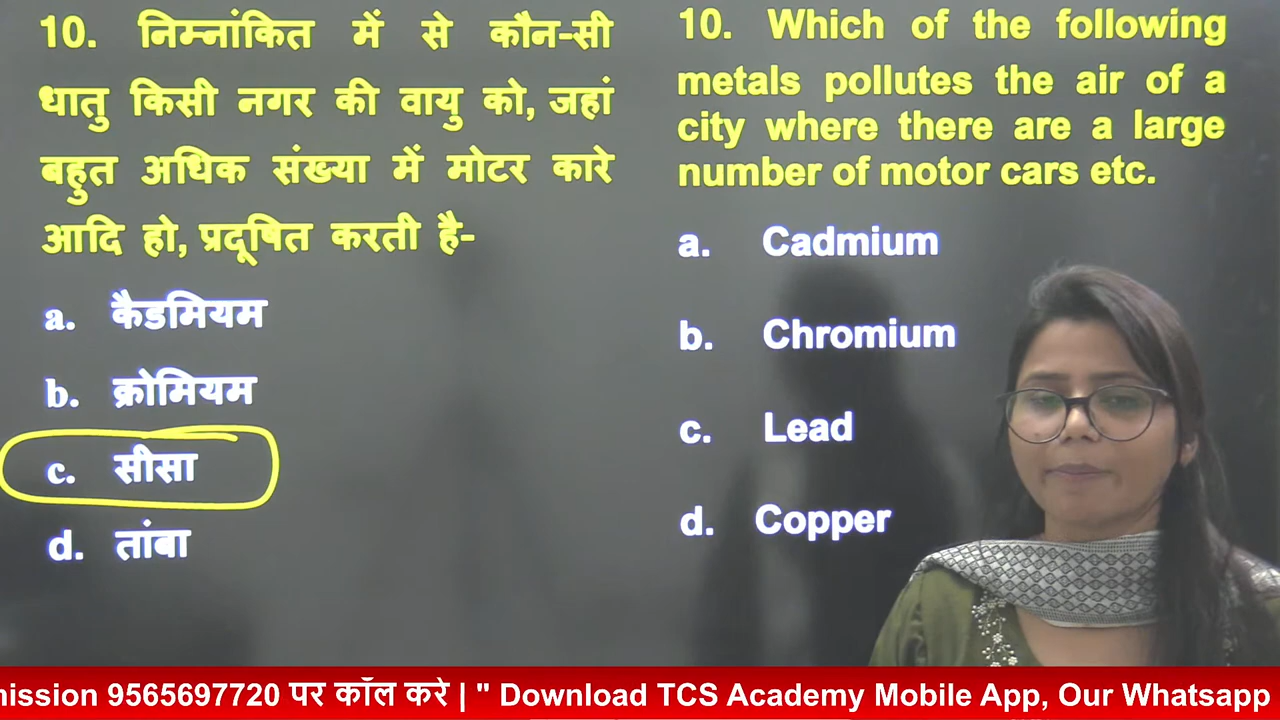 10. निम्नांकित में से कौन-सी
धातु किसी नगर की वायु को, जहां
बहुत अधिक संख्या में मोटर कारे
आदि हो, प्रदूषित करती है-
a. कैडमियम
b. क्रोमियम
c. सीसा
d. तांबा
10. Which of the following
metals pollutes the air of a
city where there are a large
number of motor cars etc.
a. Cadmium
b. Chromium
c. Lead
d. Copper
mission 9565697720 पर कॉल करे | " Download TCS Academy Mobile App, Our Whatsapp